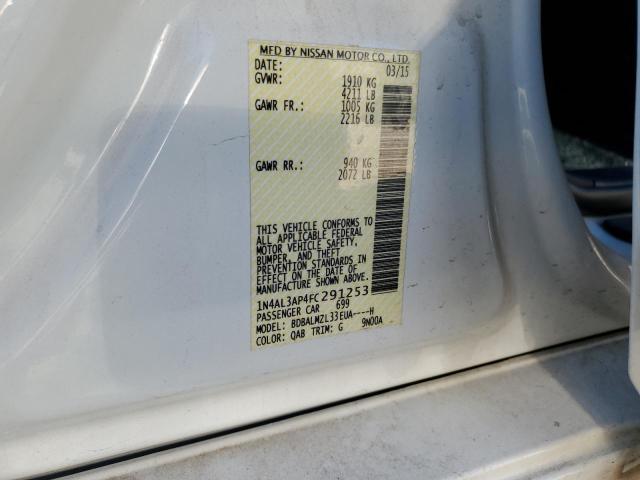 MFD BY NISSAN MOTOR CO., LTD.
DATE: 03/15
GVWR: 1910 KG
4211 LB
GAWR FR.: 1005 KG
2216 LB
GAWR RR.: 940 KG
2072 LB
THIS VEHICLE CONFORMS TO
ALL APPLICABLE FEDERAL
MOTOR VEHICLE SAFETY,
BUMPER, AND THEFT
PREVENTION STANDARDS IN
EFFECT ON THE DATE OF
MANUFACTURE SHOWN ABOVE.
1N4AL3AP4FC291253
PASSENGER CAR 699
MODEL: BDBALMZL33EUA----H
COLOR: QAB TRIM: G 9N00A